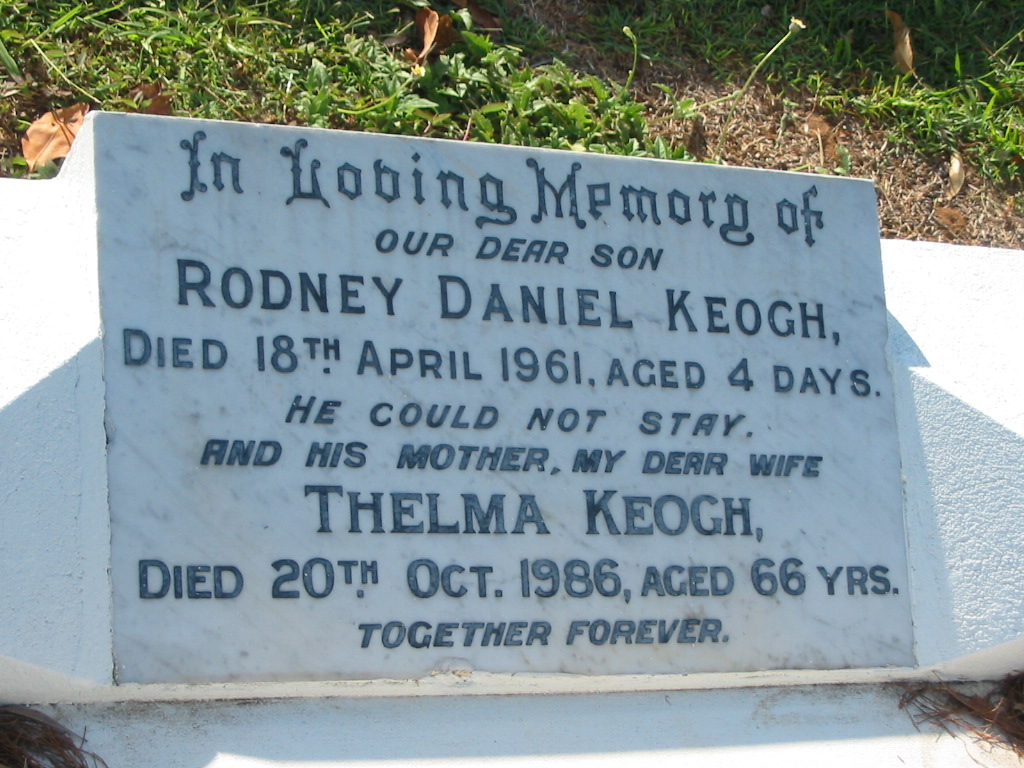 In Loving Memory of
OUR DEAR SON
RODNEY DANIEL KEOGH,
DIED 18TH. APRIL 1961, AGED 4 DAYS.
HE COULD NOT STAY.
AND HIS MOTHER, MY DEAR WIFE
THELMA KEOGH,
DIED 20TH. OCT. 1986, AGED 66 YRS.
TOGETHER FOREVER.